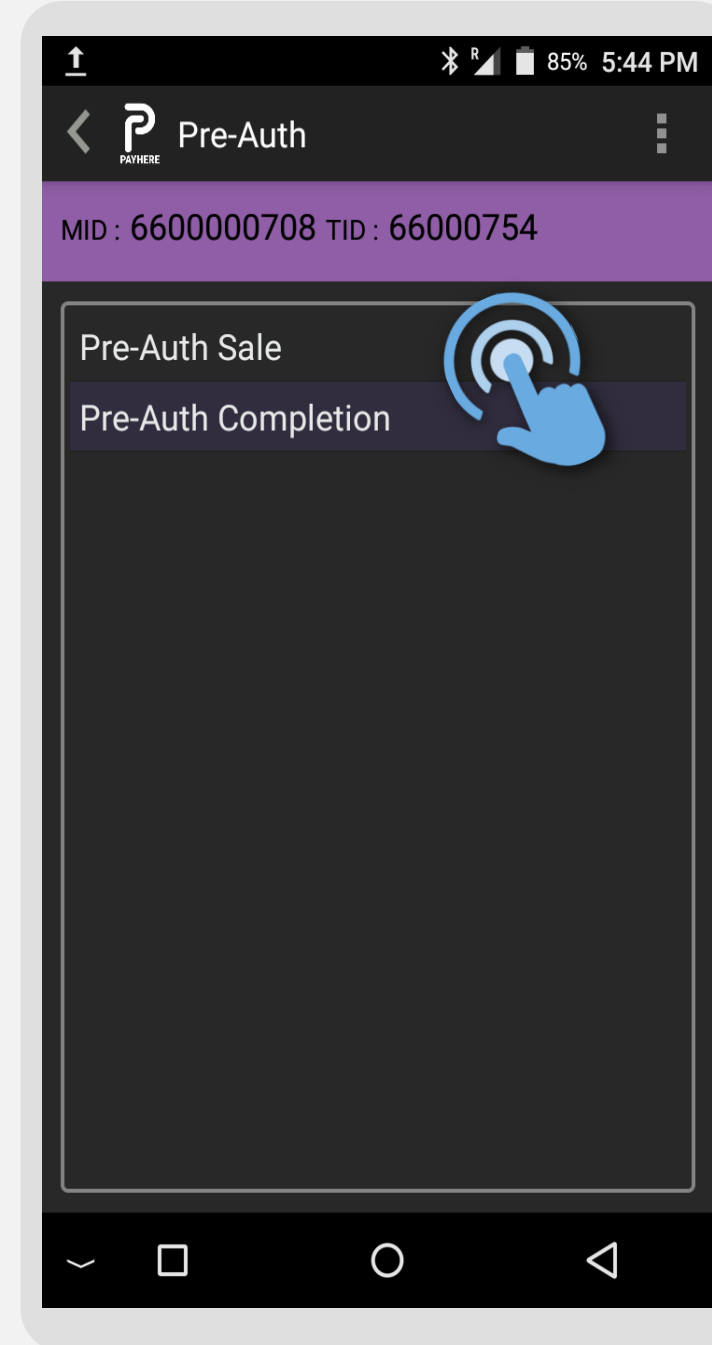 R 85% 5:44 PM
PAYHERE Pre-Auth
MID : 6600000708 TID : 66000754
Pre-Auth Sale
Pre-Auth Completion